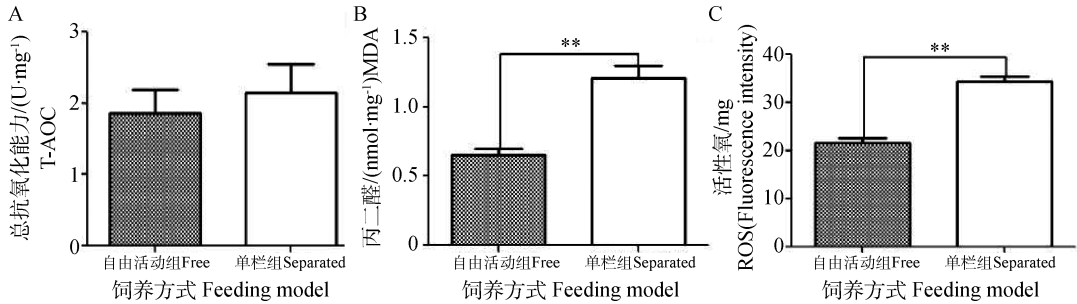 A
总抗氧化能力/(U·mg⁻¹)
T-AOC
3
2
1
0
自由活动组Free 单栏组Separated
饲养方式 Feeding model
B
丙二醛/(nmol·mg⁻¹)MDA
1.5
1.0
0.5
0
**
自由活动组Free 单栏组Separated
饲养方式 Feeding model
C
活性氧/mg
ROS(Fluorescence intensity)
40
30
20
10
0
**
自由活动组Free 单栏组Separated
饲养方式 Feeding model